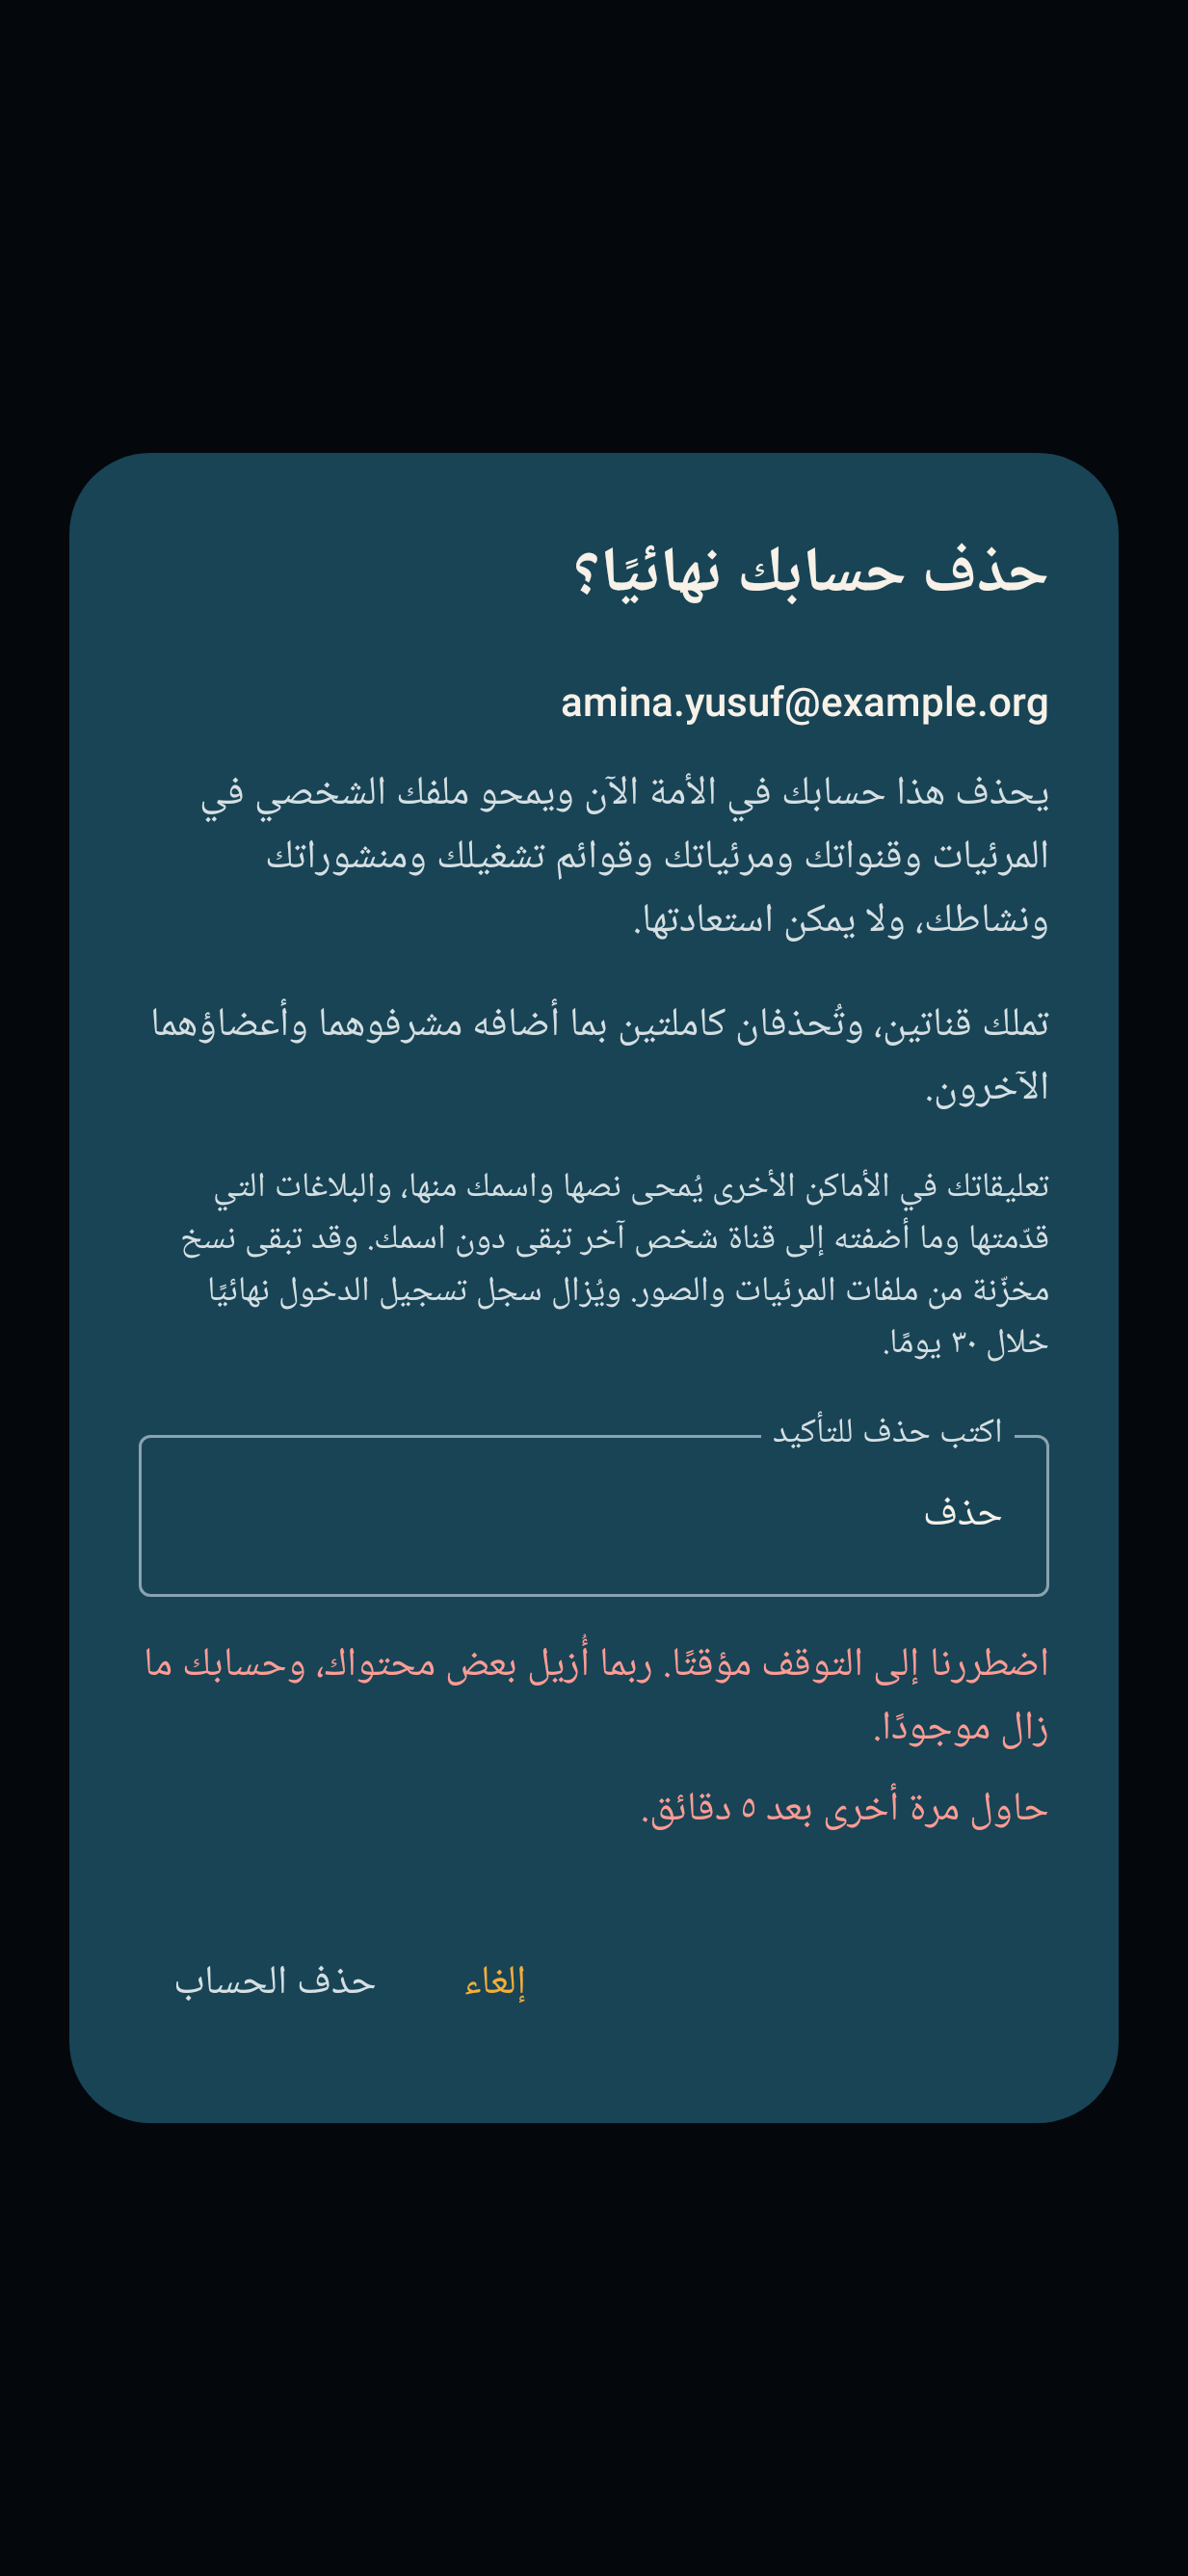 حذف حسابك نهائيًا؟
amina.yusuf@example.org
يحذف هذا حسابك في الأمة الآن ويمحو ملفك الشخصي في
المرئيات وقنواتك ومرئياتك وقوائم تشغيلك ومنشوراتك
ونشاطك، ولا يمكن استعادتها.
تملك قناتين، وتُحذفان كاملتين بما أضافه مشرفوهما وأعضاؤهما
الآخرون.
تعليقاتك في الأماكن الأخرى يُمحى نصها واسمك منها، والبلاغات التي
قدّمتها وما أضفته إلى قناة شخص آخر تبقى دون اسمك. وقد تبقى نسخ
مخزّنة من ملفات المرئيات والصور. ويُزال سجل تسجيل الدخول نهائيًا
خلال ٣٠ يومًا.
اكتب حذف للتأكيد
حذف
اضطررنا إلى التوقف مؤقتًا. ربما أُزيل بعض محتواك، وحسابك ما
زال موجودًا.
حاول مرة أخرى بعد ٥ دقائق.
إلغاء
حذف الحساب